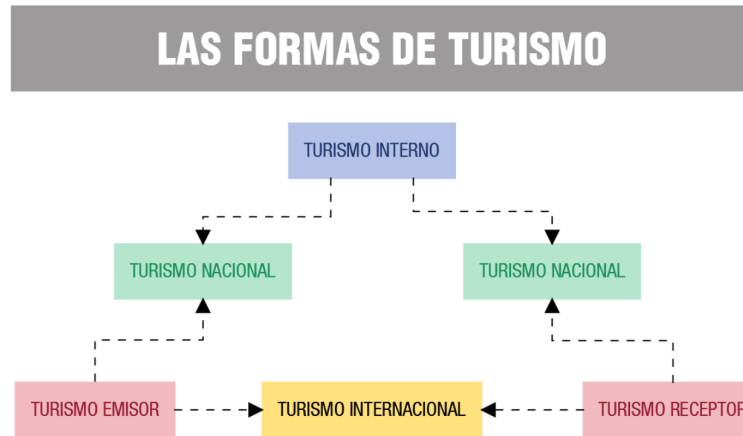 LAS FORMAS DE TURISMO
TURISMO INTERNO
TURISMO NACIONAL
TURISMO NACIONAL
TURISMO EMISOR
TURISMO INTERNACIONAL
TURISMO RECEPTOR